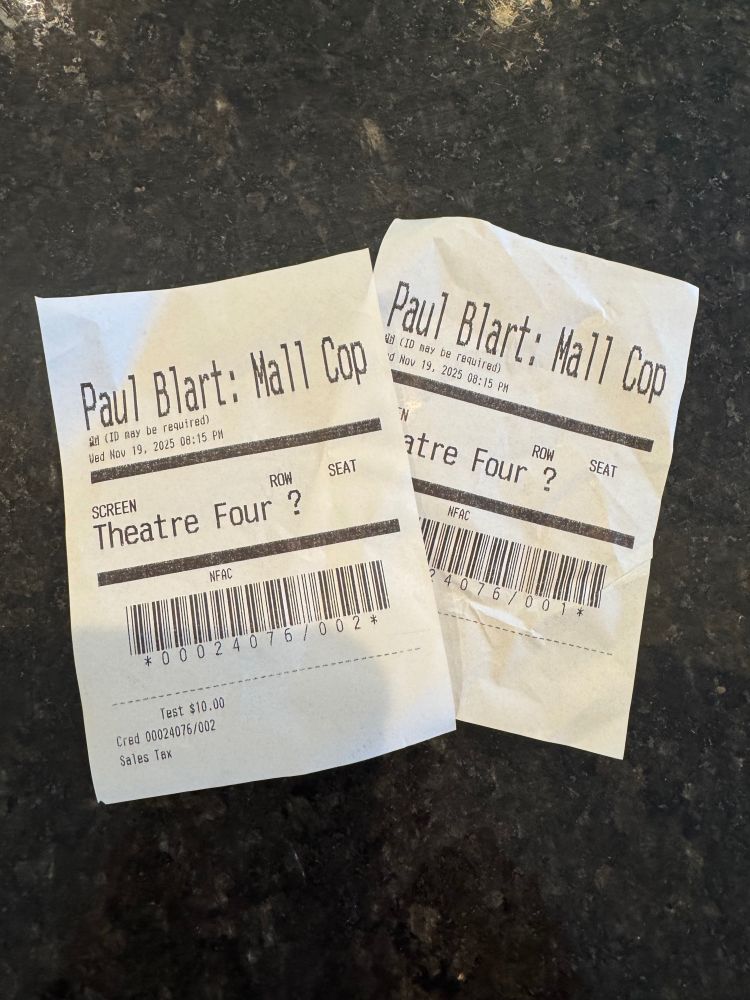 Paul Blart: Mall Cop
(ID may be required)
Wed Nov 19, 2025 08:15 PM
SCREEN ROW SEAT
Theatre Four ?
NFAC
*00024076/002*
Test $10.00
Cred 00024076/002
Sales Tax
Paul Blart: Mall Cop
(ID may be required)
d Nov 19, 2025 08:15 PM
EN ROW SEAT
atre Four ?
NFAC
24076/001*